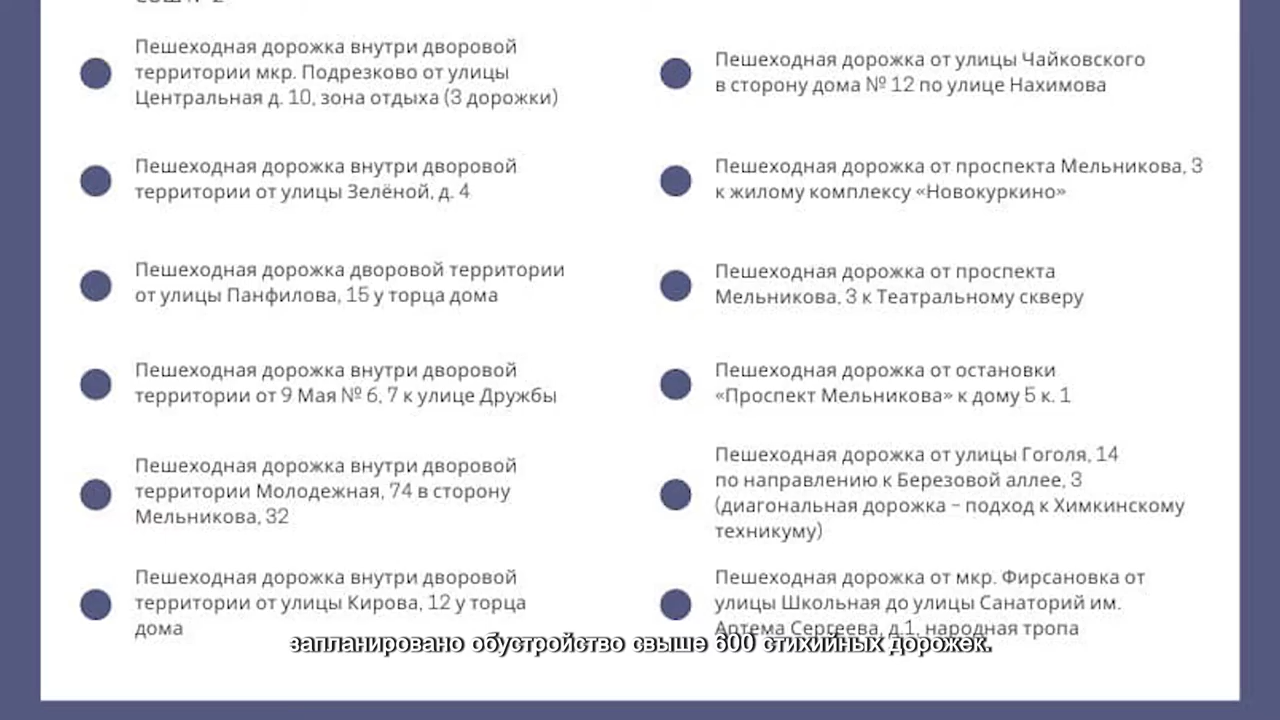 Пешеходная дорожка внутри дворовой
территории мкр. Подрезково от улицы
Центральная д. 10, зона отдыха (3 дорожки)
Пешеходная дорожка внутри дворовой
территории от улицы Зелёной, д. 4
Пешеходная дорожка дворовой территории
от улицы Панфилова, 15 у торца дома
Пешеходная дорожка внутри дворовой
территории от 9 Мая № 6, 7 к улице Дружбы
Пешеходная дорожка внутри дворовой
территории Молодежная, 74 в сторону
Мельникова, 32
Пешеходная дорожка внутри дворовой
территории от улицы Кирова, 12 у торца
дома
Пешеходная дорожка от улицы Чайковского
в сторону дома № 12 по улице Нахимова
Пешеходная дорожка от проспекта Мельникова, 3
к жилому комплексу «Новокуркино»
Пешеходная дорожка от проспекта
Мельникова, 3 к Театральному скверу
Пешеходная дорожка от остановки
«Проспект Мельникова» к дому 5 к. 1
Пешеходная дорожка от улицы Гоголя, 14
по направлению к Березовой аллее, 3
(диагональная дорожка – подход к Химкинскому
техникуму)
Пешеходная дорожка от мкр. Фирсановка от
улицы Школьная до улицы Санаторий им.
Артема Сергеева, д.1, народная тропа
запланировано обустройство свыше 600 стихийных дорожек.